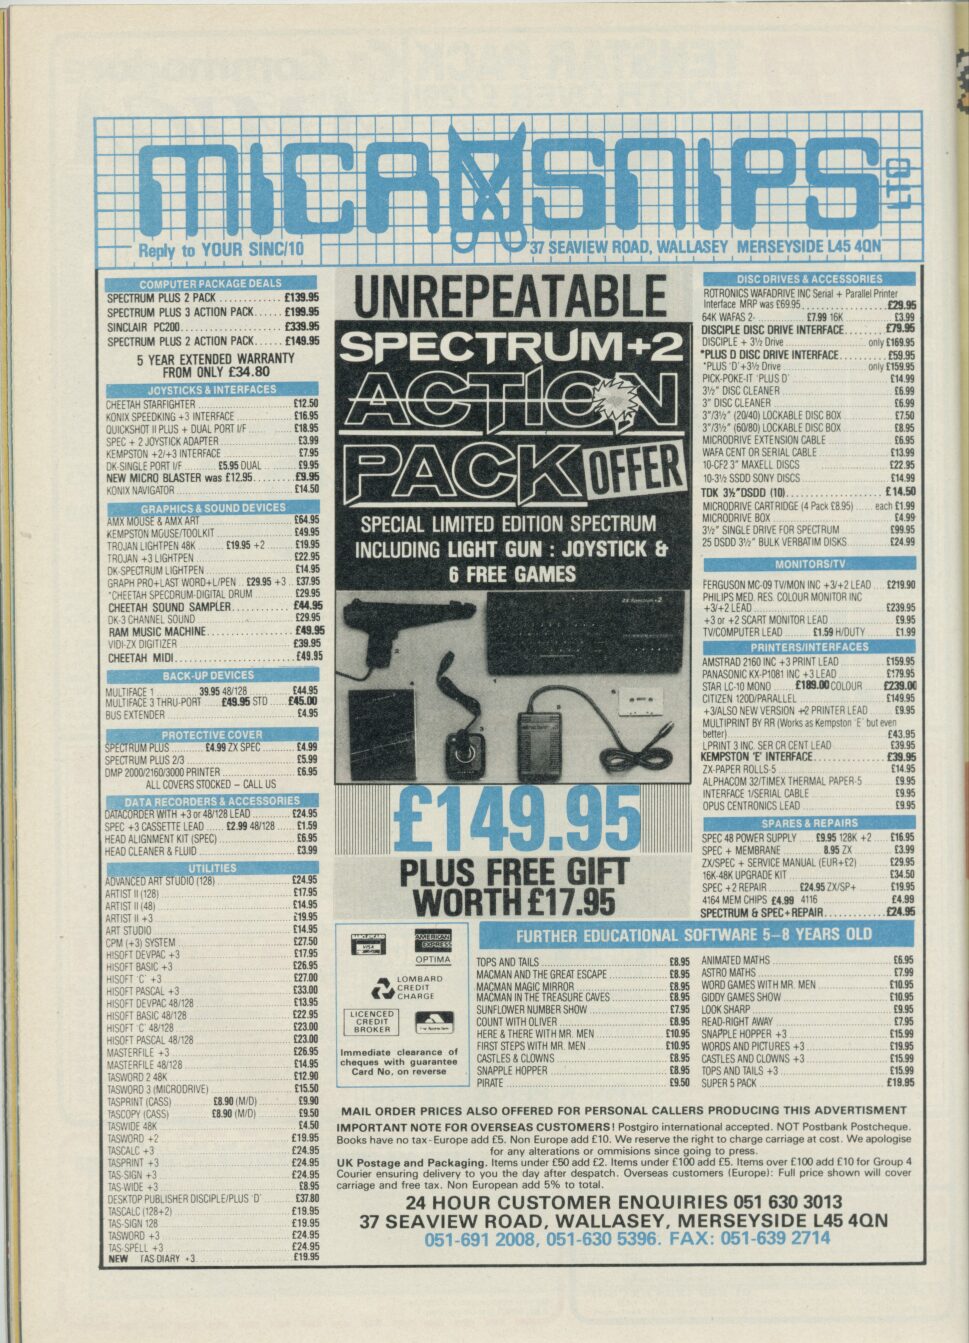 MICROSNIPS LTD
Reply to YOUR SINC/10
37 SEAVIEW ROAD, WALLASEY MERSEYSIDE L45 4QN
COMPUTER PACKAGE DEALS
SPECTRUM PLUS 2 PACK ............. £139.95
SPECTRUM PLUS 3 ACTION PACK...... £199.95
SINCLAIR PC200.................... £339.95
SPECTRUM PLUS 2 ACTION PACK...... £149.95
5 YEAR EXTENDED WARRANTY
FROM ONLY £34.80
JOYSTICKS & INTERFACES
CHEETAH STARFIGHTER £12.50
KONIX SPEEDKING +3 INTERFACE £16.95
QUICKSHOT II PLUS + DUAL PORT I/F £18.95
SPEC + 2 JOYSTICK ADAPTER £3.99
KEMPSTON +2/+3 INTERFACE £7.95
DK-SINGLE PORT I/F £5.95 DUAL £9.95
NEW MICRO BLASTER was £12.95 £9.95
KONIX NAVIGATOR £14.50
GRAPHICS & SOUND DEVICES
AMX MOUSE & AMX ART £64.95
KEMPSTON MOUSE/TOOLKIT £49.95
TROJAN LIGHTPEN 48K £19.95 +2 £19.95
TROJAN +3 LIGHTPEN £22.95
DK-SPECTRUM LIGHTPEN £14.95
GRAPH PRO+LAST WORD+L/PEN £29.95 +3 £37.95
*CHEETAH SPECDRUM-DIGITAL DRUM £29.95
CHEETAH SOUND SAMPLER............. £44.95
DK-3 CHANNEL SOUND £29.95
RAM MUSIC MACHINE................. £49.95
VIDI-ZX DIGITIZER £39.95
CHEETAH MIDI...................... £49.95
BACK-UP DEVICES
MULTIFACE 1 39.95 48/128 £44.95
MULTIFACE 3 THRU-PORT £49.95 STD £45.00
BUS EXTENDER £4.95
PROTECTIVE COVER
SPECTRUM PLUS £4.99 ZX SPEC £4.99
SPECTRUM PLUS 2/3 £5.99
DMP 2000/2160/3000 PRINTER £6.95
ALL COVERS STOCKED – CALL US
DATA RECORDERS & ACCESSORIES
DATACORDER WITH +3 or 48/128 LEAD £24.95
SPEC +3 CASSETTE LEAD £2.99 48/128 £1.59
HEAD ALIGNMENT KIT (SPEC) £6.95
HEAD CLEANER & FLUID £3.99
UTILITIES
ADVANCED ART STUDIO (128) £24.95
ARTIST II (128) £17.95
ARTIST II (48) £14.95
ARTIST II +3 £19.95
ART STUDIO £14.95
CPM (+3) SYSTEM £27.50
HISOFT DEVPAC +3 £17.95
HISOFT BASIC +3 £26.95
HISOFT 'C' +3 £27.00
HISOFT PASCAL +3 £33.00
HISOFT DEVPAC 48/128 £13.95
HISOFT BASIC 48/128 £22.95
HISOFT 'C' 48/128 £23.00
HISOFT PASCAL 48/128 £23.00
MASTERFILE +3 £26.95
MASTERFILE 48/128 £14.95
TASWORD 2 48K £12.90
TASWORD 3 (MICRODRIVE) £15.50
TASPRINT (CASS) £8.90 (M/D) £9.90
TASCOPY (CASS) £8.90 (M/D) £9.50
TASWIDE 48K £4.50
TASWORD +2 £19.95
TASCALC +3 £24.95
TASPRINT +3 £24.95
TAS-SIGN +3 £24.95
TAS-WIDE +3 £8.95
DESKTOP PUBLISHER DISCIPLE/PLUS 'D' £37.80
TASCALC (128+2) £19.95
TAS-SIGN 128 £19.95
TASWORD +3 £24.95
TAS-SPELL +3 £24.95
NEW TAS-DIARY +3 £19.95
UNREPEATABLE
SPECTRUM+2
ACTION
PACK OFFER
SPECIAL LIMITED EDITION SPECTRUM
INCLUDING LIGHT GUN : JOYSTICK &
6 FREE GAMES
£149.95
PLUS FREE GIFT
WORTH £17.95
DISC DRIVES & ACCESSORIES
ROTRONICS WAFADRIVE INC Serial + Parallel Printer
Interface MRP was £69.95 £29.95
64K WAFAS 2- £7.99 16K £3.99
DISCIPLE DISC DRIVE INTERFACE....... £79.95
DISCIPLE + 3½ Drive only £169.95
*PLUS D DISC DRIVE INTERFACE......... £59.95
*PLUS 'D'+3½ Drive only £159.95
PICK-POKE-IT 'PLUS D' £14.99
3½" DISC CLEANER £6.99
3" DISC CLEANER £6.99
3"/3½" (20/40) LOCKABLE DISC BOX £7.50
3"/3½" (60/80) LOCKABLE DISC BOX £8.95
MICRODRIVE EXTENSION CABLE £6.95
WAFA CENT OR SERIAL CABLE £13.99
10-CF2 3" MAXELL DISCS £22.95
10-3½ SSDD SONY DISCS £14.99
TDK 3½"DSDD (10)................... £14.50
MICRODRIVE CARTRIDGE (4 Pack £8.95) each £1.99
MICRODRIVE BOX £4.99
3½" SINGLE DRIVE FOR SPECTRUM £99.95
25 DSDD 3½" BULK VERBATIM DISKS £24.99
MONITORS/TV
FERGUSON MC-09 TV/MON INC +3/+2 LEAD £219.90
PHILIPS MED. RES. COLOUR MONITOR INC
+3/+2 LEAD £239.95
+3 or +2 SCART MONITOR LEAD £9.95
TV/COMPUTER LEAD £1.59 H/DUTY £1.99
PRINTERS/INTERFACES
AMSTRAD 2160 INC +3 PRINT LEAD £159.95
PANASONIC KX-P1081 INC +3 LEAD £179.95
STAR LC-10 MONO £189.00 COLOUR £239.00
CITIZEN 120D/PARALLEL £149.95
+3/ALSO NEW VERSION +2 PRINTER LEAD £9.95
MULTIPRINT BY RR (Works as Kempston 'E' but even
better) £43.95
LPRINT 3 INC. SER CR CENT LEAD £39.95
KEMPSTON 'E' INTERFACE............. £39.95
ZX-PAPER ROLLS-5 £14.95
ALPHACOM 32/TIMEX THERMAL PAPER-5 £9.95
INTERFACE 1/SERIAL CABLE £9.95
OPUS CENTRONICS LEAD £9.95
SPARES & REPAIRS
SPEC 48 POWER SUPPLY £9.95 128K +2 £16.95
SPEC + MEMBRANE 8.95 ZX £3.99
ZX/SPEC + SERVICE MANUAL (EUR+£2) £29.95
16K-48K UPGRADE KIT £34.50
SPEC +2 REPAIR £24.95 ZX/SP+ £19.95
4164 MEM CHIPS £4.99 4116 £4.99
SPECTRUM & SPEC+ REPAIR............ £24.95
BARCLAYCARD
VISA
AMERICAN
EXPRESS
OPTIMA
LOMBARD
CREDIT
CHARGE
LICENCED
CREDIT
BROKER
Immediate clearance of
cheques with guarantee
Card No, on reverse
FURTHER EDUCATIONAL SOFTWARE 5–8 YEARS OLD
TOPS AND TAILS £8.95
MACMAN AND THE GREAT ESCAPE £8.95
MACMAN MAGIC MIRROR £8.95
MACMAN IN THE TREASURE CAVES £8.95
SUNFLOWER NUMBER SHOW £7.95
COUNT WITH OLIVER £8.95
HERE & THERE WITH MR. MEN £10.95
FIRST STEPS WITH MR. MEN £10.95
CASTLES & CLOWNS £8.95
SNAPPLE HOPPER £8.95
PIRATE £9.50
ANIMATED MATHS £6.95
ASTRO MATHS £7.99
WORD GAMES WITH MR. MEN £10.95
GIDDY GAMES SHOW £10.95
LOOK SHARP £9.95
READ-RIGHT AWAY £7.95
SNAPPLE HOPPER +3 £15.99
WORDS AND PICTURES +3 £19.95
CASTLES AND CLOWNS +3 £15.99
TOPS AND TAILS +3 £15.99
SUPER 5 PACK £19.95
MAIL ORDER PRICES ALSO OFFERED FOR PERSONAL CALLERS PRODUCING THIS ADVERTISMENT
IMPORTANT NOTE FOR OVERSEAS CUSTOMERS! Postgiro international accepted. NOT Postbank Postcheque.
Books have no tax-Europe add £5. Non Europe add £10. We reserve the right to charge carriage at cost. We apologise
for any alterations or ommisions since going to press.
UK Postage and Packaging. Items under £50 add £2. Items under £100 add £5. Items over £100 add £10 for Group 4
Courier ensuring delivery to you the day after despatch. Overseas customers (Europe): Full price shown will cover
carriage and free tax. Non European add 5% to total.
24 HOUR CUSTOMER ENQUIRIES 051 630 3013
37 SEAVIEW ROAD, WALLASEY, MERSEYSIDE L45 4QN
051-691 2008, 051-630 5396. FAX: 051-639 2714